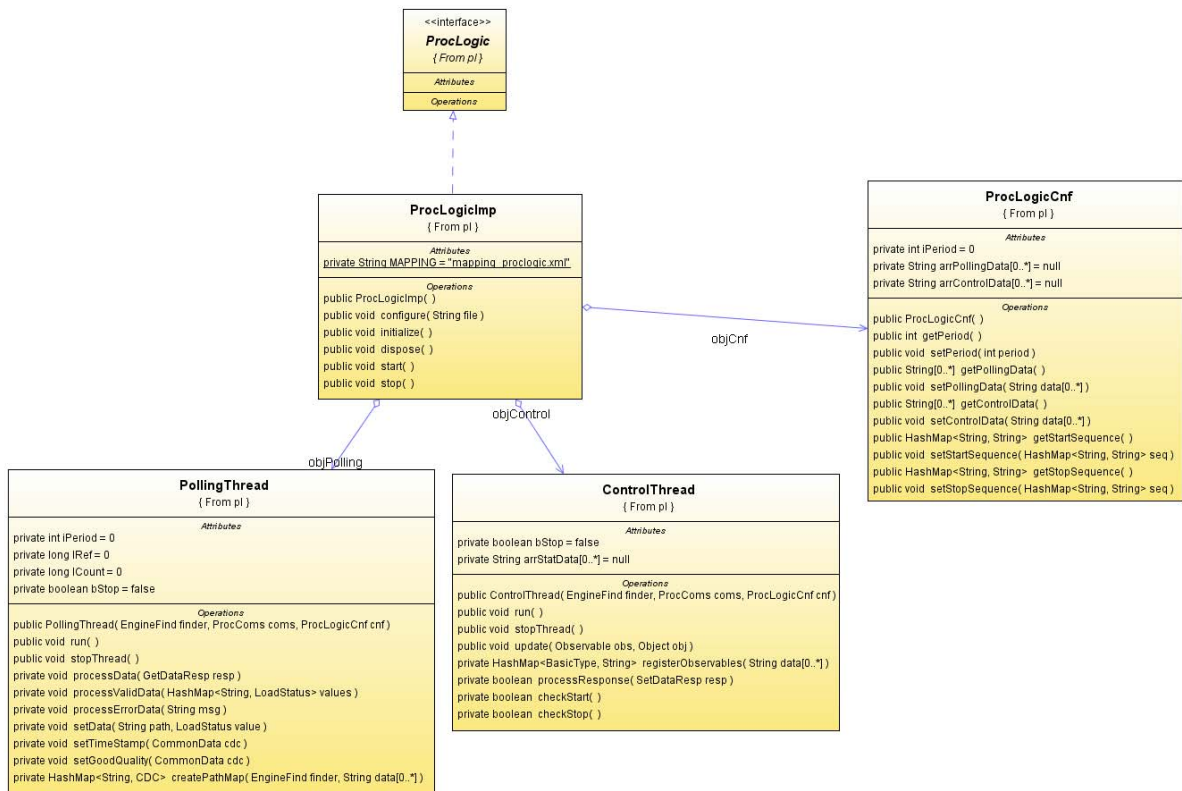 <<interface>>
ProcLogic
{ From pl }
Attributes
Operations
ProcLogicImp
{ From pl }
Attributes
private String MAPPING = "mapping_proclogic.xml"
Operations
public ProcLogicImp( )
public void configure( String file )
public void initialize( )
public void dispose( )
public void start( )
public void stop( )
ProcLogicCnf
{ From pl }
Attributes
private int iPeriod = 0
private String arrPollingData[0..*] = null
private String arrControlData[0..*] = null
Operations
public ProcLogicCnf( )
public int getPeriod( )
public void setPeriod( int period )
public String[0..*] getPollingData( )
public void setPollingData( String data[0..*] )
public String[0..*] getControlData( )
public void setControlData( String data[0..*] )
public HashMap<String, String> getStartSequence( )
public void setStartSequence( HashMap<String, String> seq )
public HashMap<String, String> getStopSequence( )
public void setStopSequence( HashMap<String, String> seq )
objCnf
objControl
objPolling
PollingThread
{ From pl }
Attributes
private int iPeriod = 0
private long lRef = 0
private long lCount = 0
private boolean bStop = false
Operations
public PollingThread( EngineFind finder, ProcComs coms, ProcLogicCnf cnf )
public void run( )
public void stopThread( )
private void processData( GetDataResp resp )
private void processValidData( HashMap<String, LoadStatus> values )
private void processErrorData( String msg )
private void setData( String path, LoadStatus value )
private void setTimeStamp( CommonData cdc )
private void setGoodQuality( CommonData cdc )
private HashMap<String, CDC> createPathMap( EngineFind finder, String data[0..*] )
ControlThread
{ From pl }
Attributes
private boolean bStop = false
private String arrStatData[0..*] = null
Operations
public ControlThread( EngineFind finder, ProcComs coms, ProcLogicCnf cnf )
public void run( )
public void stopThread( )
public void update( Observable obs, Object obj )
private HashMap<BasicType, String> registerObservables( String data[0..*] )
private boolean processResponse( SetDataResp resp )
private boolean checkStart( )
private boolean checkStop( )